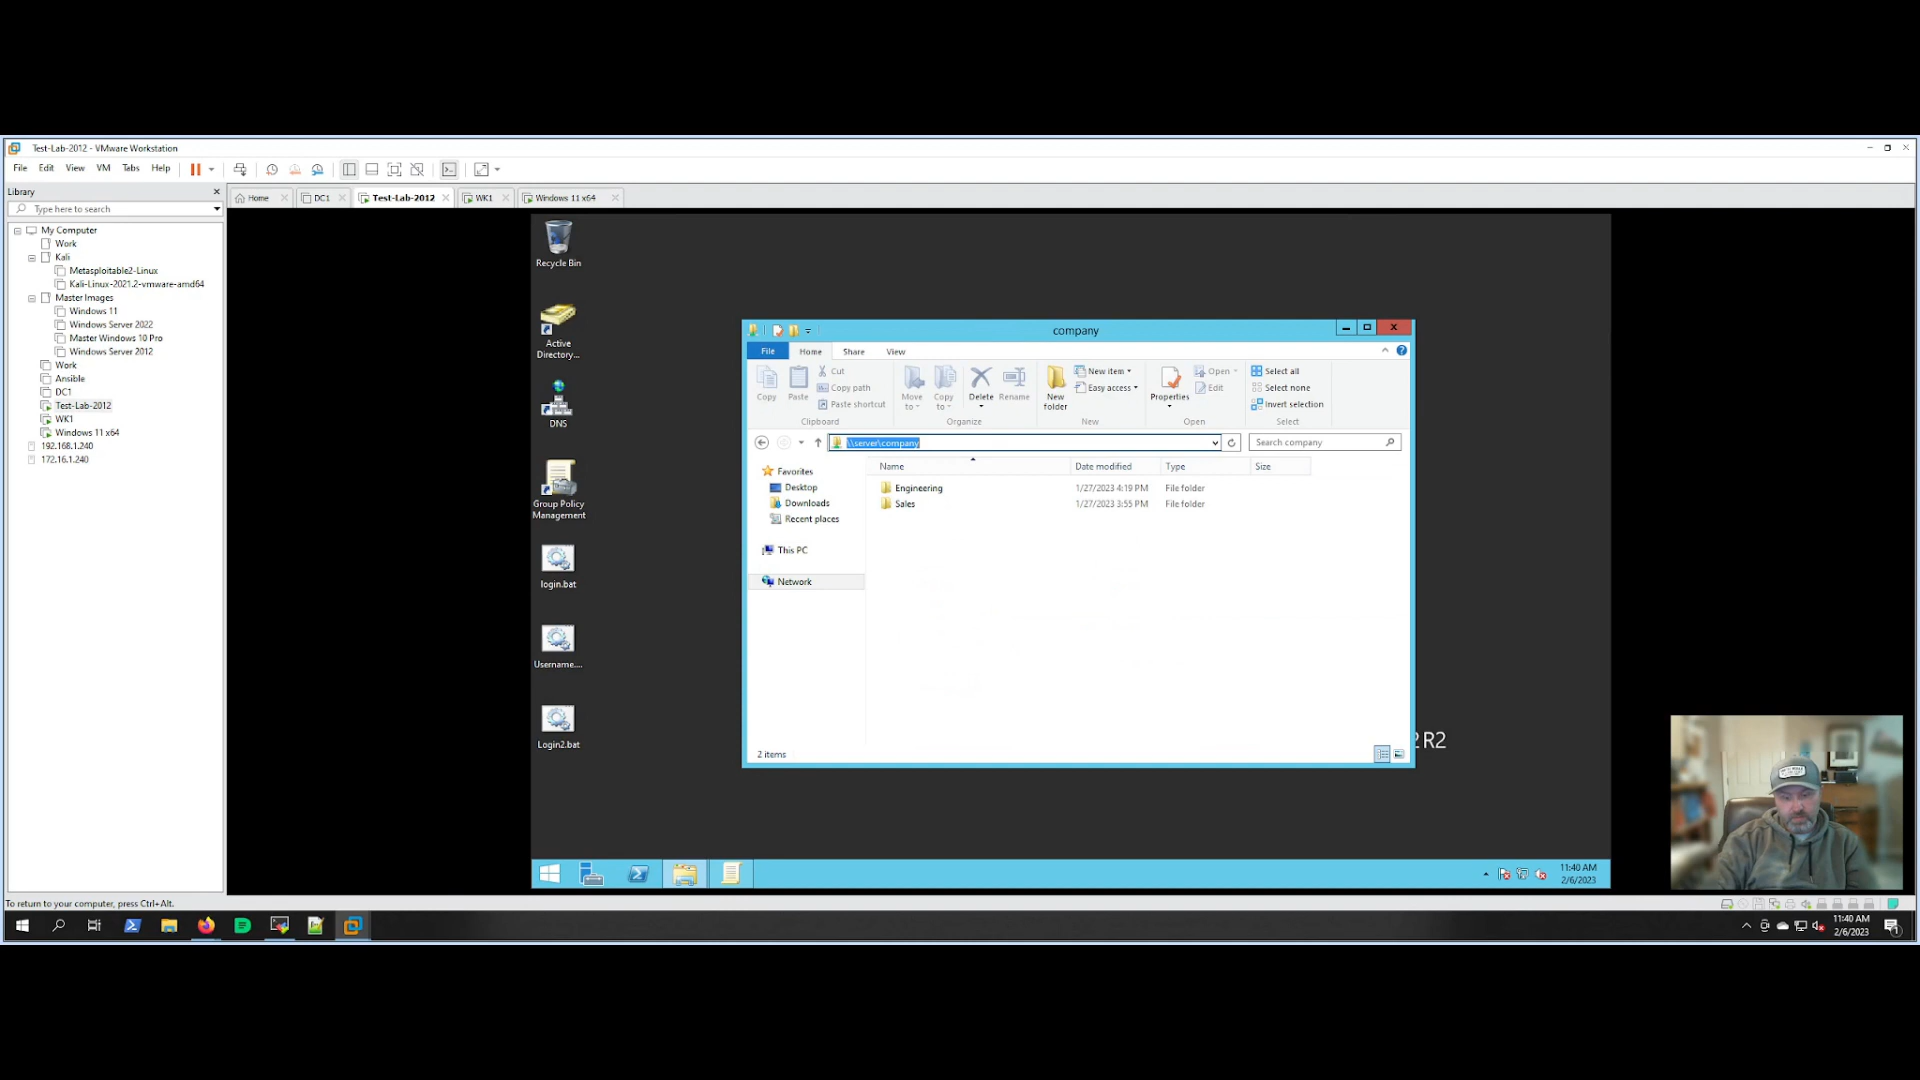 Test-Lab-2012 - VMware Workstation
File Edit View VM Tabs Help
Library
Type here to search
My Computer
Work
Kali
Metasploitable2-Linux
Kali-Linux-2021.2-vmware-amd64
Master Images
Windows 11
Windows Server 2022
Master Windows 10 Pro
Windows Server 2012
Work
Ansible
DC1
Test-Lab-2012
WK1
Windows 11 x64
192.168.1.240
172.16.1.240
Home DC1 Test-Lab-2012 WK1 Windows 11 x64
Recycle Bin
Active
Directory...
DNS
Group Policy
Management
login.bat
Username....
Login2.bat
company
File Home Share View
Copy
Paste
Cut
Copy path
Paste shortcut
Clipboard
Move
to
Copy
to
Delete
Rename
Organize
New
folder
New item
Easy access
New
Properties
Open
Edit
Open
Select all
Select none
Invert selection
Select
\\server\company
Search company
Favorites
Desktop
Downloads
Recent places
This PC
Network
Name Date modified Type Size
Engineering 1/27/2023 4:19 PM File folder
Sales 1/27/2023 3:55 PM File folder
2 items
R2
11:40 AM
2/6/2023
To return to your computer, press Ctrl+Alt.
11:40 AM
2/6/2023